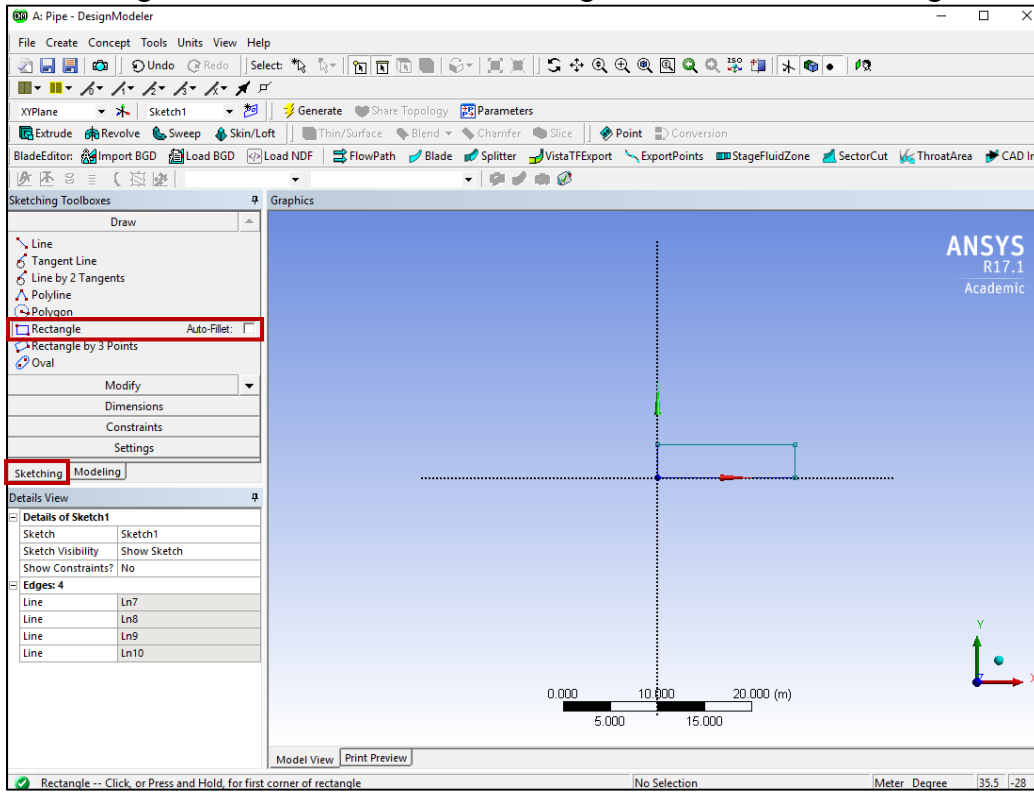 A: Pipe - DesignModeler
File Create Concept Tools Units View Help
Undo Redo Select:
XYPlane Sketch1 Generate Share Topology Parameters
Extrude Revolve Sweep Skin/Loft Thin/Surface Blend Chamfer Slice Point Conversion
BladeEditor: Import BGD Load BGD Load NDF FlowPath Blade Splitter VistaTFExport ExportPoints StageFluidZone SectorCut ThroatArea CAD In
Sketching Toolboxes
Graphics
Draw
Line
Tangent Line
Line by 2 Tangents
Polyline
Polygon
Rectangle Auto-Fillet:
Rectangle by 3 Points
Oval
Modify
Dimensions
Constraints
Settings
Sketching Modeling
Details View
Details of Sketch1
Sketch Sketch1
Sketch Visibility Show Sketch
Show Constraints? No
Edges: 4
Line Ln7
Line Ln8
Line Ln9
Line Ln10
ANSYS
R17.1
Academic
Y
X
0.000 10.000 20.000 (m)
5.000 15.000
Model View Print Preview
Rectangle -- Click, or Press and Hold, for first corner of rectangle No Selection Meter Degree 35.5 -28